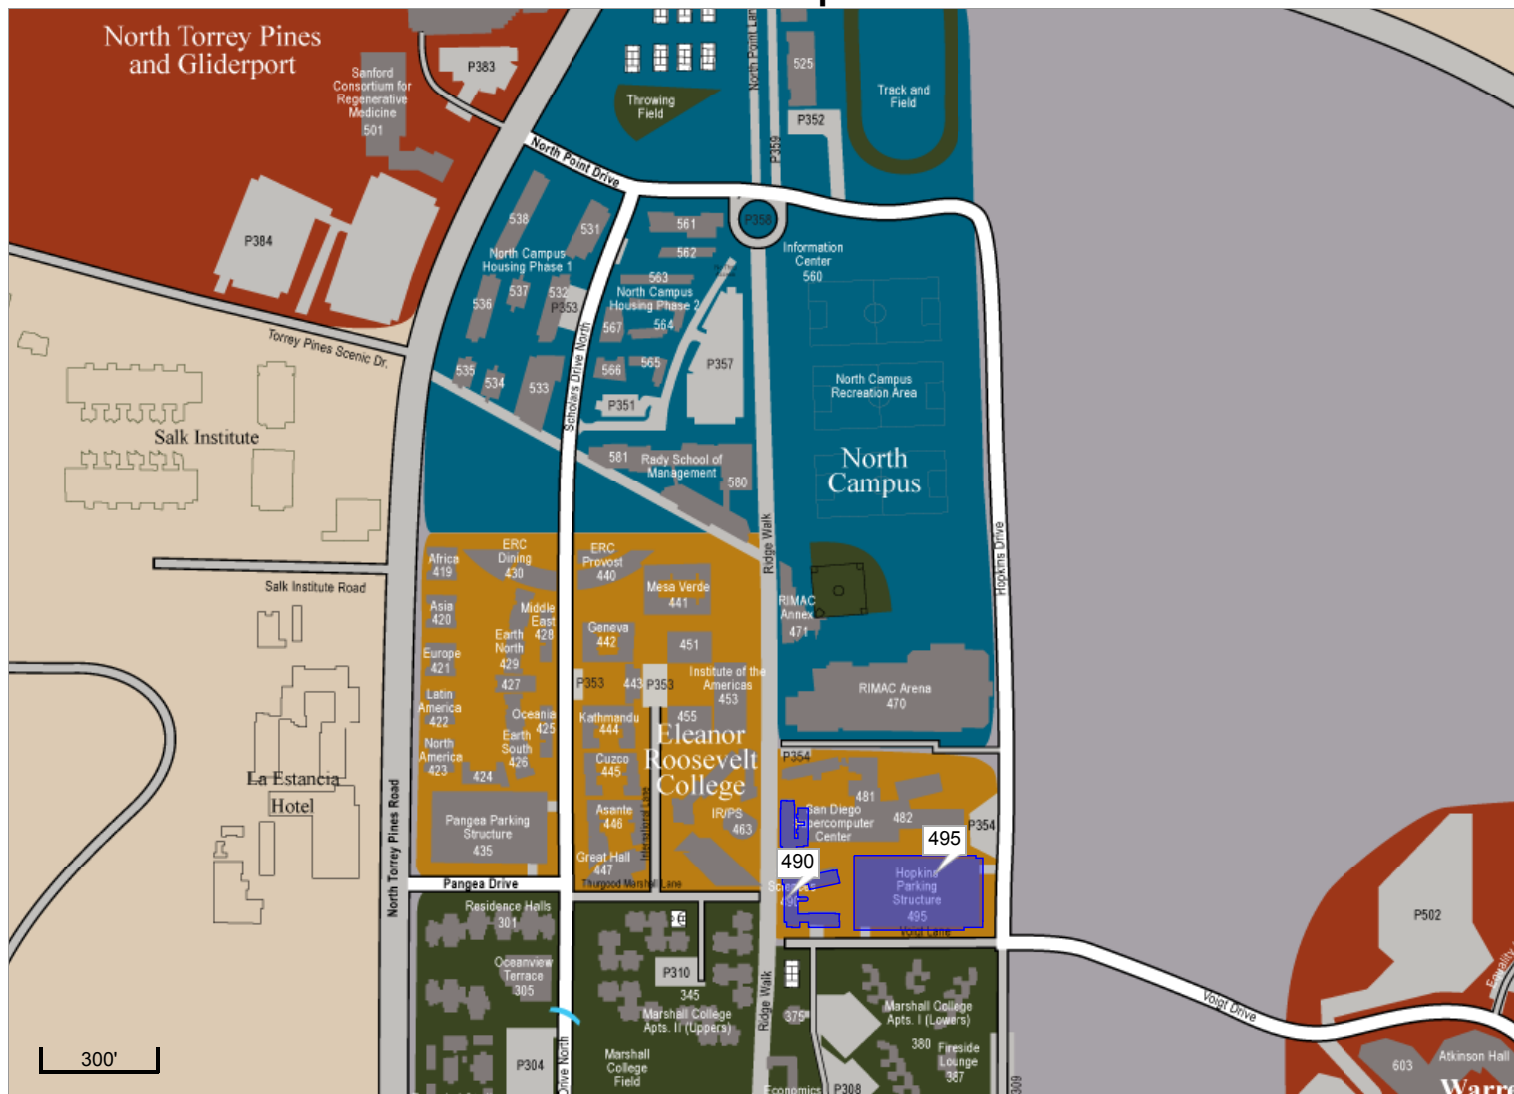 North Torrey Pines
and Gliderport
P383
Sanford
Consortium for
Regenerative
Medicine
501
P384
Torrey Pines Scenic Dr.
Salk Institute
Salk Institute Road
La Estancia
Hotel
North Torrey Pines Road
North Point Drive
North Point Lan
Throwing
Field
525
P352
P359
Track and
Field
P358
Information
Center
560
538
531
North Campus
Housing Phase 1
536
537
532
P353
535
534
533
Scholars Drive North
561
562
563
North Campus
Housing Phase 2
567
564
566
565
P351
P357
North Campus
Recreation Area
North
Campus
581
Rady School of
Management
580
Ridge Walk
Hopkins Drive
RIMAC
Annex
471
RIMAC Arena
470
Africa
419
ERC
Dining
430
ERC
Provost
440
Mesa Verde
441
Asia
420
Middle
East
428
Earth
North
429
Geneva
442
451
Europe
421
427
P353
443
P353
Institute of the
Americas
453
Latin
America
422
Oceania
425
Kathmandu
444
455
Eleanor
Roosevelt
College
North
America
423
Earth
South
426
424
Cuzco
445
Asante
446
International Lane
IR/PS
463
Pangea Parking
Structure
435
Great Hall
447
Thurgood Marshall Lane
Pangea Drive
P354
481
482
San Diego
Supercomputer
Center
P354
495
490
Hopkins
Parking
Structure
495
490
Voigt Lane
Residence Halls
301
Oceanview
Terrace
305
P304
Drive North
P310
345
Marshall College
Apts. II (Uppers)
Marshall
College
Field
Ridge Walk
375
Marshall College
Apts. I (Lowers)
380
Fireside
Lounge
387
Economics
P308
309
Voigt Drive
P502
Equality
603
Atkinson Hall
Warre
300'